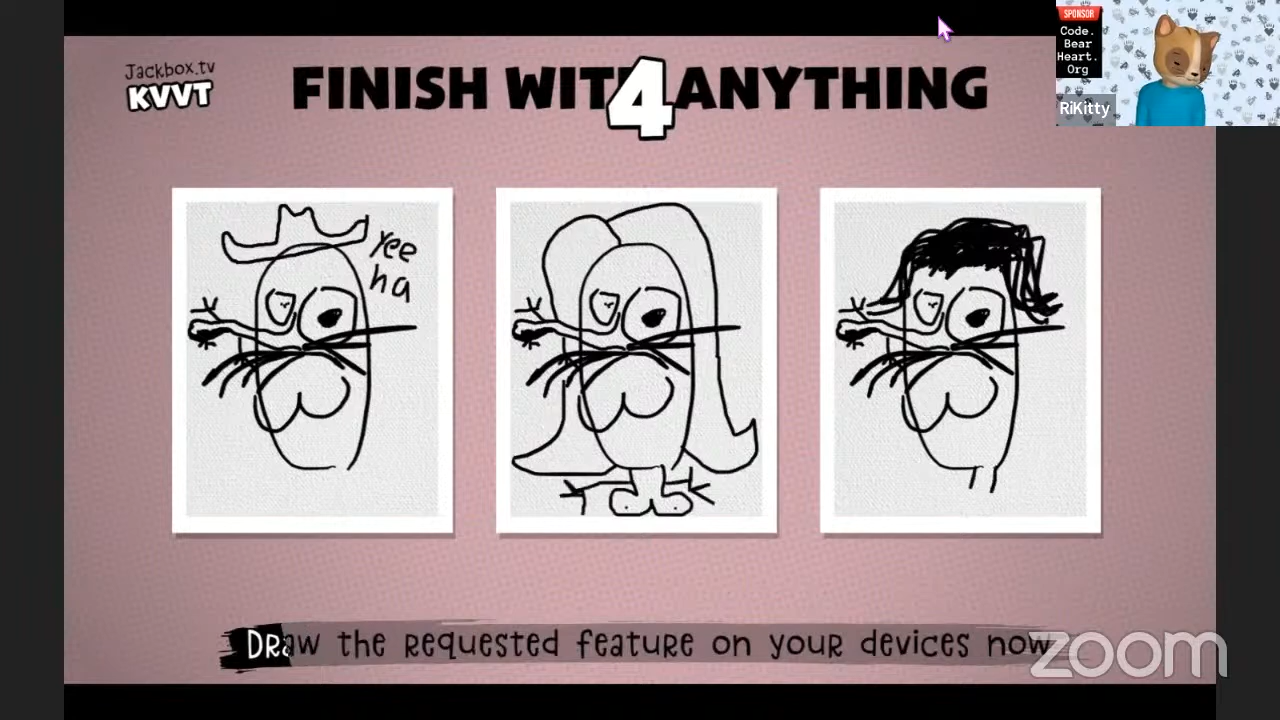 Jackbox.tv
KVVT
FINISH WITH ANYTHING
4
SPONSOR
Code.
Bear
Heart.
Org
RiKitty
Yee
ha
Draw the requested feature on your devices now
zoom